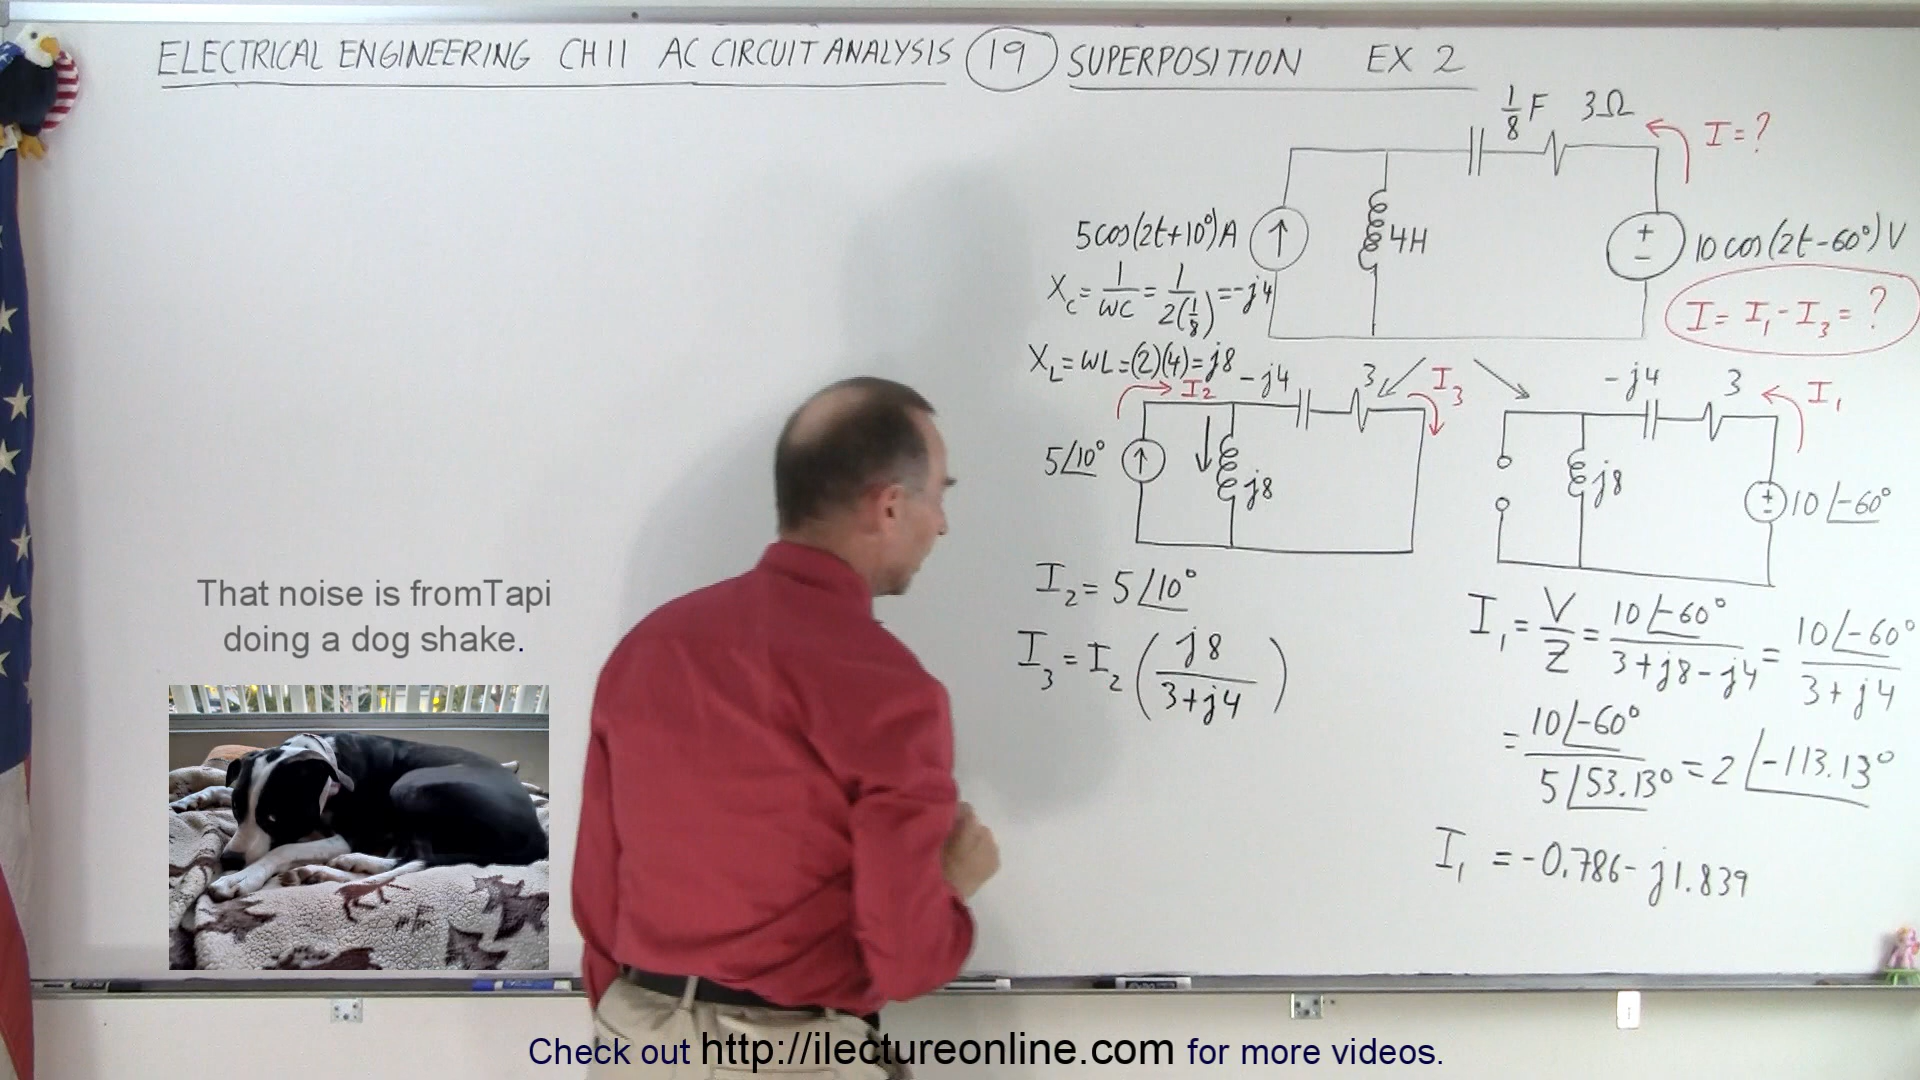 ELECTRICAL ENGINEERING CH 11 AC CIRCUIT ANALYSIS 19 SUPERPOSITION EX 2
1/8 F 3Ω
I = ?
5cos(2t+10°)A
4H
+
−
10 cos(2t-60°) V
X_C = 1/WC = 1/2(1/8) = -j4
I = I₁ - I₃ = ?
X_L = WL = (2)(4) = j8
I₂
-j4
3
I₃
5∠10°
j8
-j4
3
I₁
j8
+
−
10∠-60°
I₂ = 5∠10°
I₃ = I₂ (j8/3+j4)
I₁ = V/Z = 10∠-60°/3+j8-j4 = 10∠-60°/3+j4
= 10∠-60°/5∠53.13° = 2∠-113.13°
I₁ = -0.786 - j1.839
That noise is fromTapi
doing a dog shake.
Check out http://ilectureonline.com for more videos.